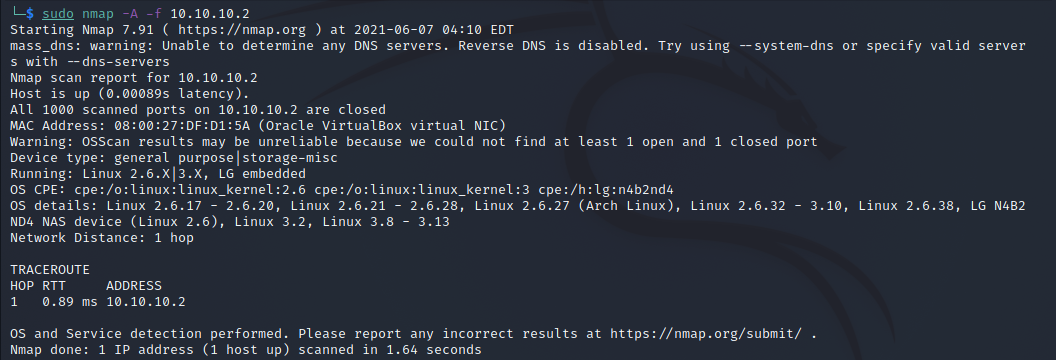 └─$ sudo nmap -A -f 10.10.10.2
Starting Nmap 7.91 ( https://nmap.org ) at 2021-06-07 04:10 EDT
mass_dns: warning: Unable to determine any DNS servers. Reverse DNS is disabled. Try using --system-dns or specify valid server
s with --dns-servers
Nmap scan report for 10.10.10.2
Host is up (0.00089s latency).
All 1000 scanned ports on 10.10.10.2 are closed
MAC Address: 08:00:27:DF:D1:5A (Oracle VirtualBox virtual NIC)
Warning: OSScan results may be unreliable because we could not find at least 1 open and 1 closed port
Device type: general purpose|storage-misc
Running: Linux 2.6.X|3.X, LG embedded
OS CPE: cpe:/o:linux:linux_kernel:2.6 cpe:/o:linux:linux_kernel:3 cpe:/h:lg:n4b2nd4
OS details: Linux 2.6.17 - 2.6.20, Linux 2.6.21 - 2.6.28, Linux 2.6.27 (Arch Linux), Linux 2.6.32 - 3.10, Linux 2.6.38, LG N4B2
ND4 NAS device (Linux 2.6), Linux 3.2, Linux 3.8 - 3.13
Network Distance: 1 hop

TRACEROUTE
HOP RTT     ADDRESS
1   0.89 ms 10.10.10.2

OS and Service detection performed. Please report any incorrect results at https://nmap.org/submit/ .
Nmap done: 1 IP address (1 host up) scanned in 1.64 seconds